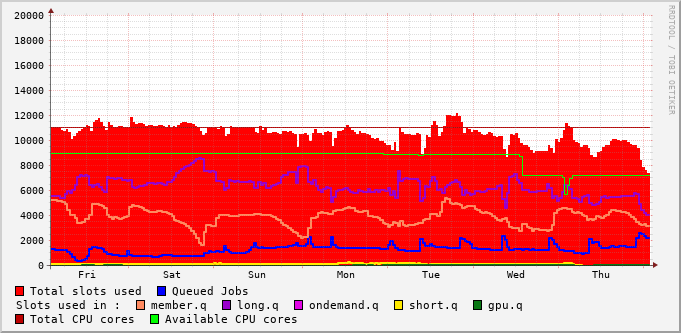 20000
18000
16000
14000
12000
10000
8000
6000
4000
2000
0
Fri Sat Sun Mon Tue Wed Thu
RRDTOOL / TOBI OETIKER
Total slots used Queued Jobs
Slots used in : member.q long.q ondemand.q short.q gpu.q
Total CPU cores Available CPU cores